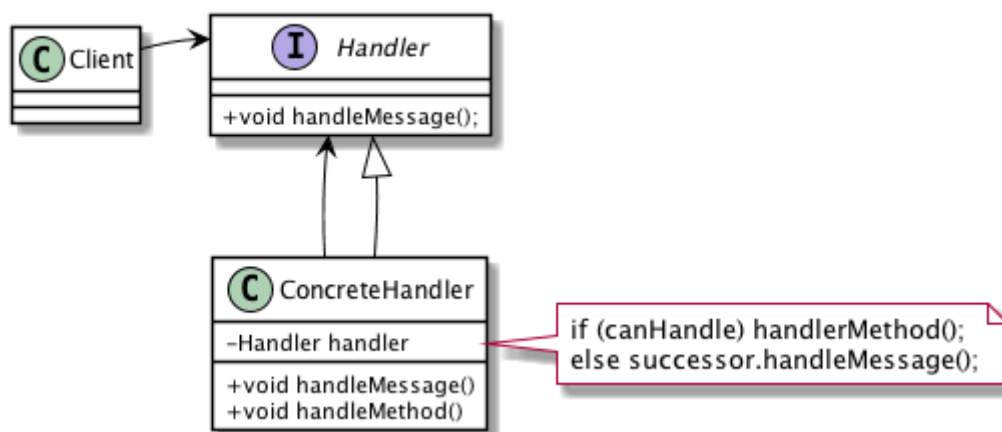 C Client
I Handler
+void handleMessage();
C ConcreteHandler
-Handler handler
+void handleMessage()
+void handleMethod()
if (canHandle) handlerMethod();
else successor.handleMessage();